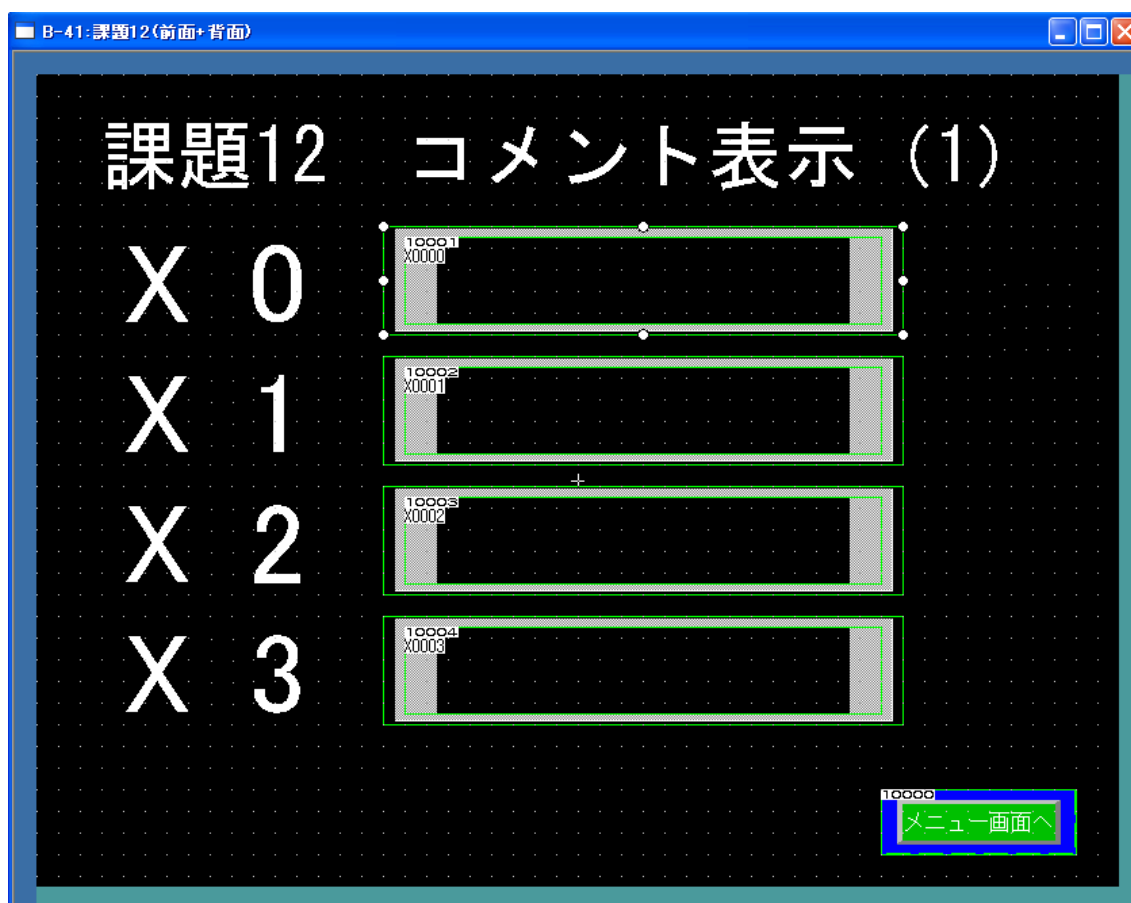 B-41:課題12(前面+背面)
課題12 コメント表示 (1)
X 0
10001
X0000
X 1
10002
X0001
X 2
10003
X0002
X 3
10004
X0003
10000
メニュー画面へ